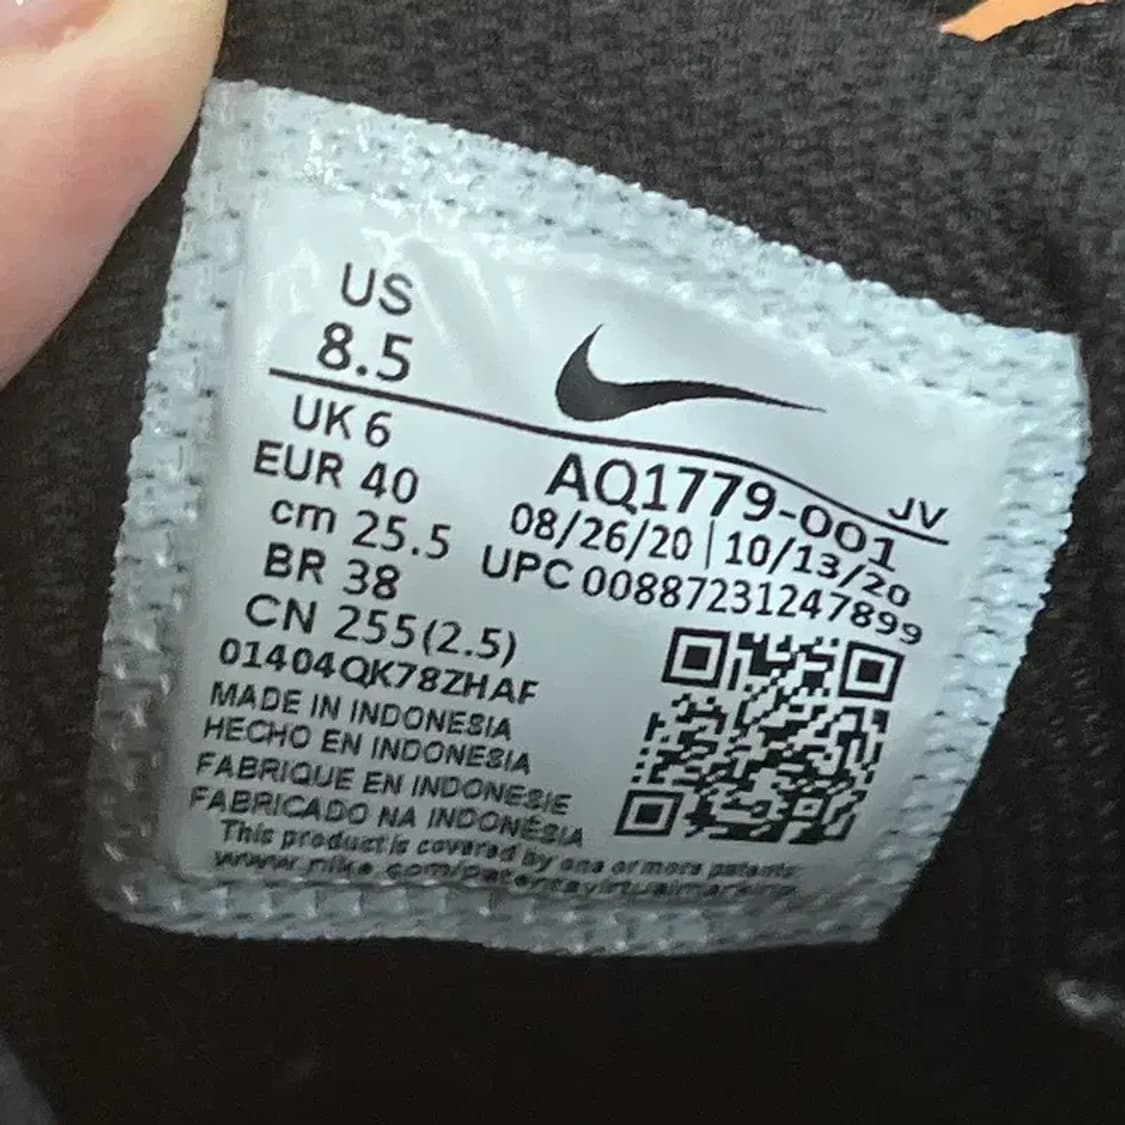 US
8.5
UK 6
EUR 40
cm 25.5
BR 38
CN 255(2.5)
01404QK78ZHAF
MADE IN INDONESIA
HECHO EN INDONESIA
FABRIQUE EN INDONESIE
FABRICADO NA INDONÉSIA
This product is covered by one or more patents
JV
AQ1779-001
08/26/20 | 10/13/20
UPC 00887231247899